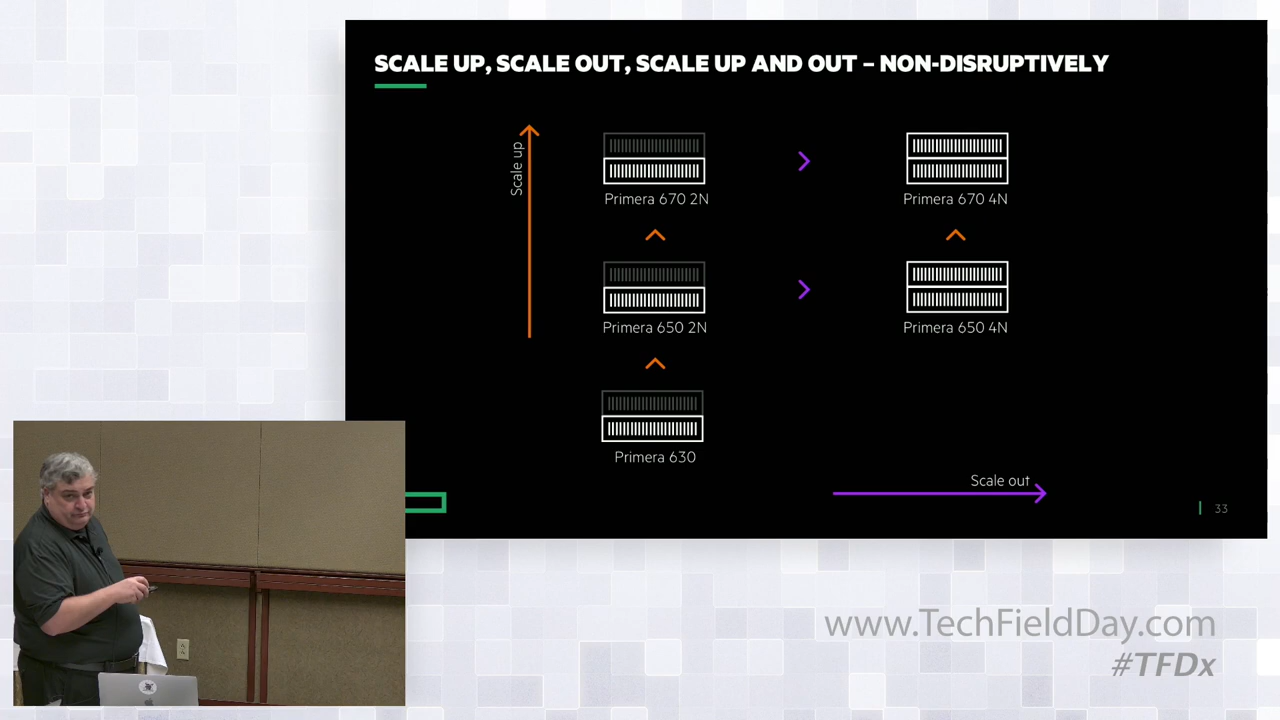 SCALE UP, SCALE OUT, SCALE UP AND OUT – NON-DISRUPTIVELY
Scale up
Primera 670 2N
Primera 670 4N
Primera 650 2N
Primera 650 4N
Primera 630
Scale out
33
www.TechFieldDay.com
#TFDx